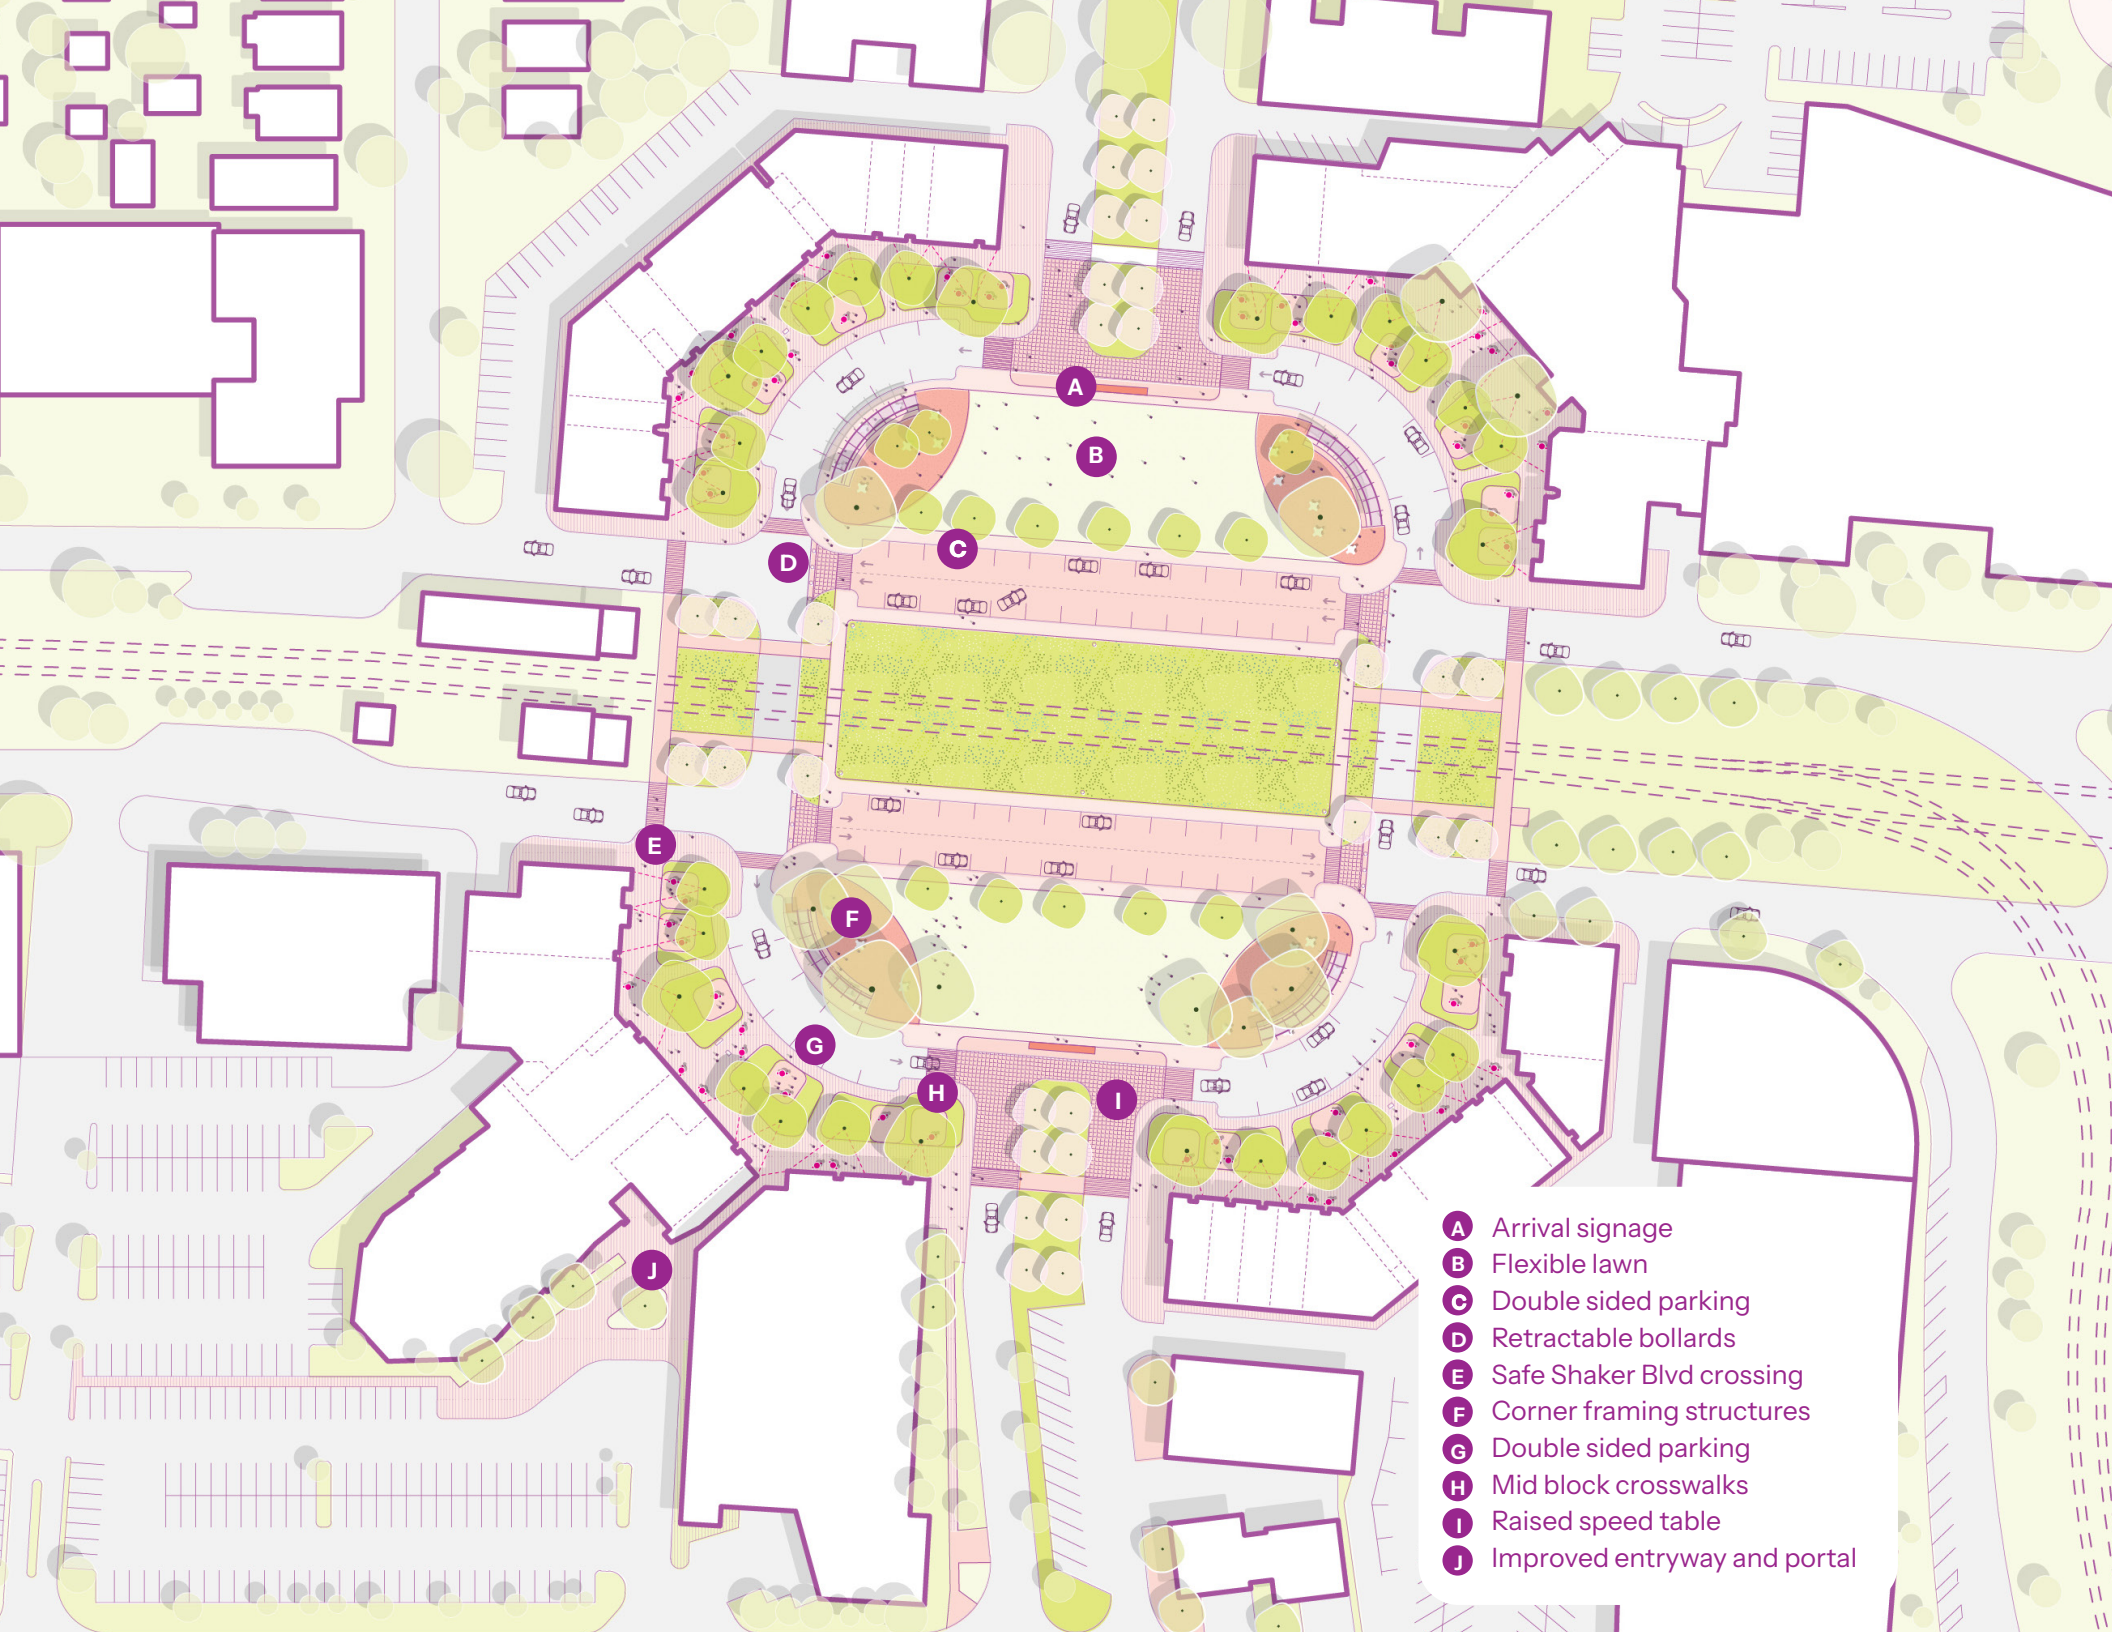 A
B
C
D
E
F
G
H
I
J
A Arrival signage
B Flexible lawn
C Double sided parking
D Retractable bollards
E Safe Shaker Blvd crossing
F Corner framing structures
G Double sided parking
H Mid block crosswalks
I Raised speed table
J Improved entryway and portal